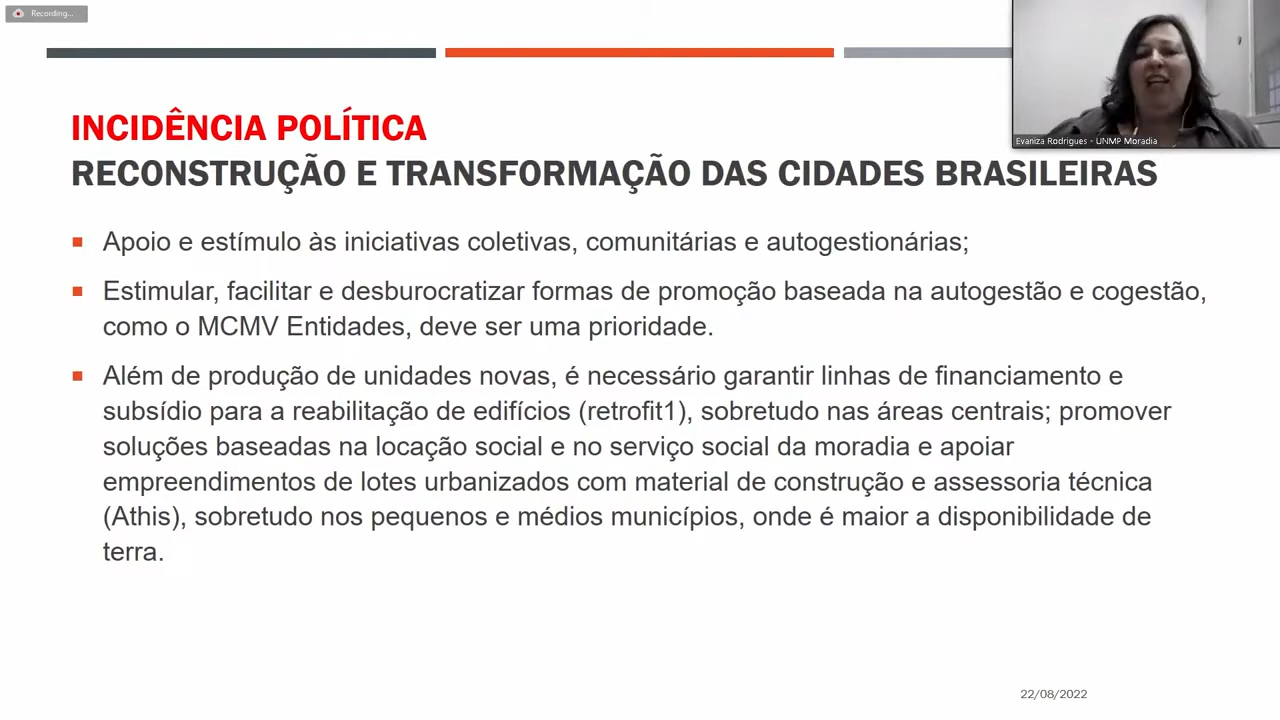 Recording...
INCIDÊNCIA POLÍTICA
RECONSTRUÇÃO E TRANSFORMAÇÃO DAS CIDADES BRASILEIRAS
Evaniza Rodrigues - UNMP Moradia
Apoio e estímulo às iniciativas coletivas, comunitárias e autogestionárias;
Estimular, facilitar e desburocratizar formas de promoção baseada na autogestão e cogestão,
como o MCMV Entidades, deve ser uma prioridade.
Além de produção de unidades novas, é necessário garantir linhas de financiamento e
subsídio para a reabilitação de edifícios (retrofit1), sobretudo nas áreas centrais; promover
soluções baseadas na locação social e no serviço social da moradia e apoiar
empreendimentos de lotes urbanizados com material de construção e assessoria técnica
(Athis), sobretudo nos pequenos e médios municípios, onde é maior a disponibilidade de
terra.
22/08/2022